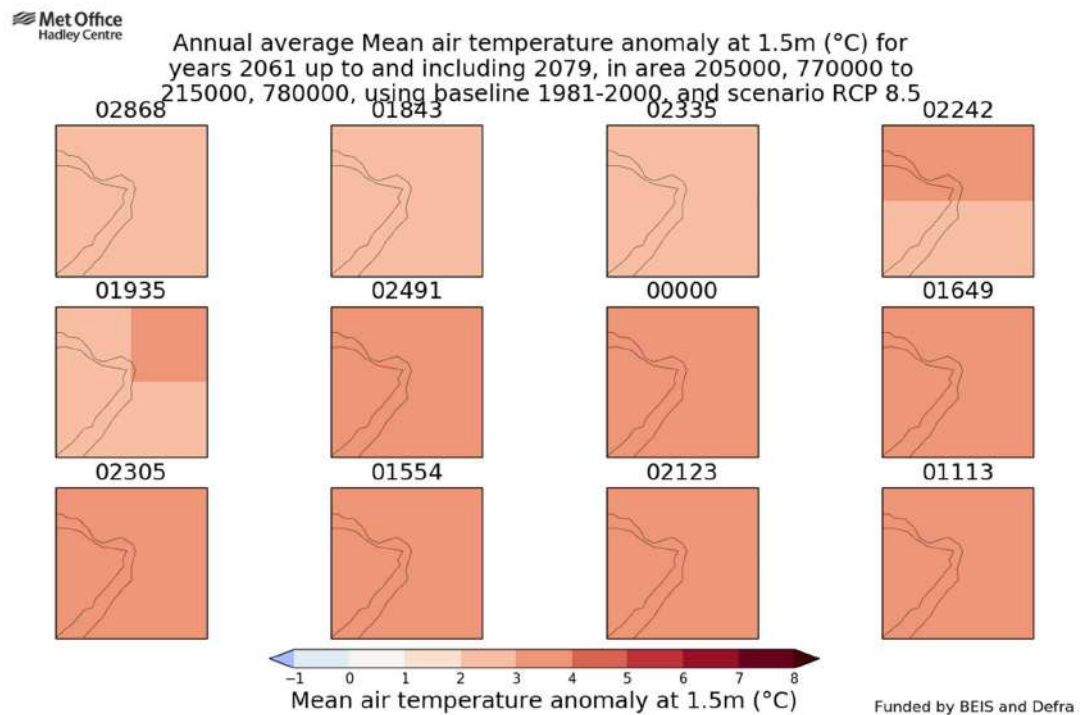 Met Office
Hadley Centre
Annual average Mean air temperature anomaly at 1.5m (°C) for
years 2061 up to and including 2079, in area 205000, 770000 to
215000, 780000, using baseline 1981-2000, and scenario RCP 8.5
02868 01843 02335 02242
01935 02491 00000 01649
02305 01554 02123 01113
−1 0 1 2 3 4 5 6 7 8
Mean air temperature anomaly at 1.5m (°C)
Funded by BEIS and Defra